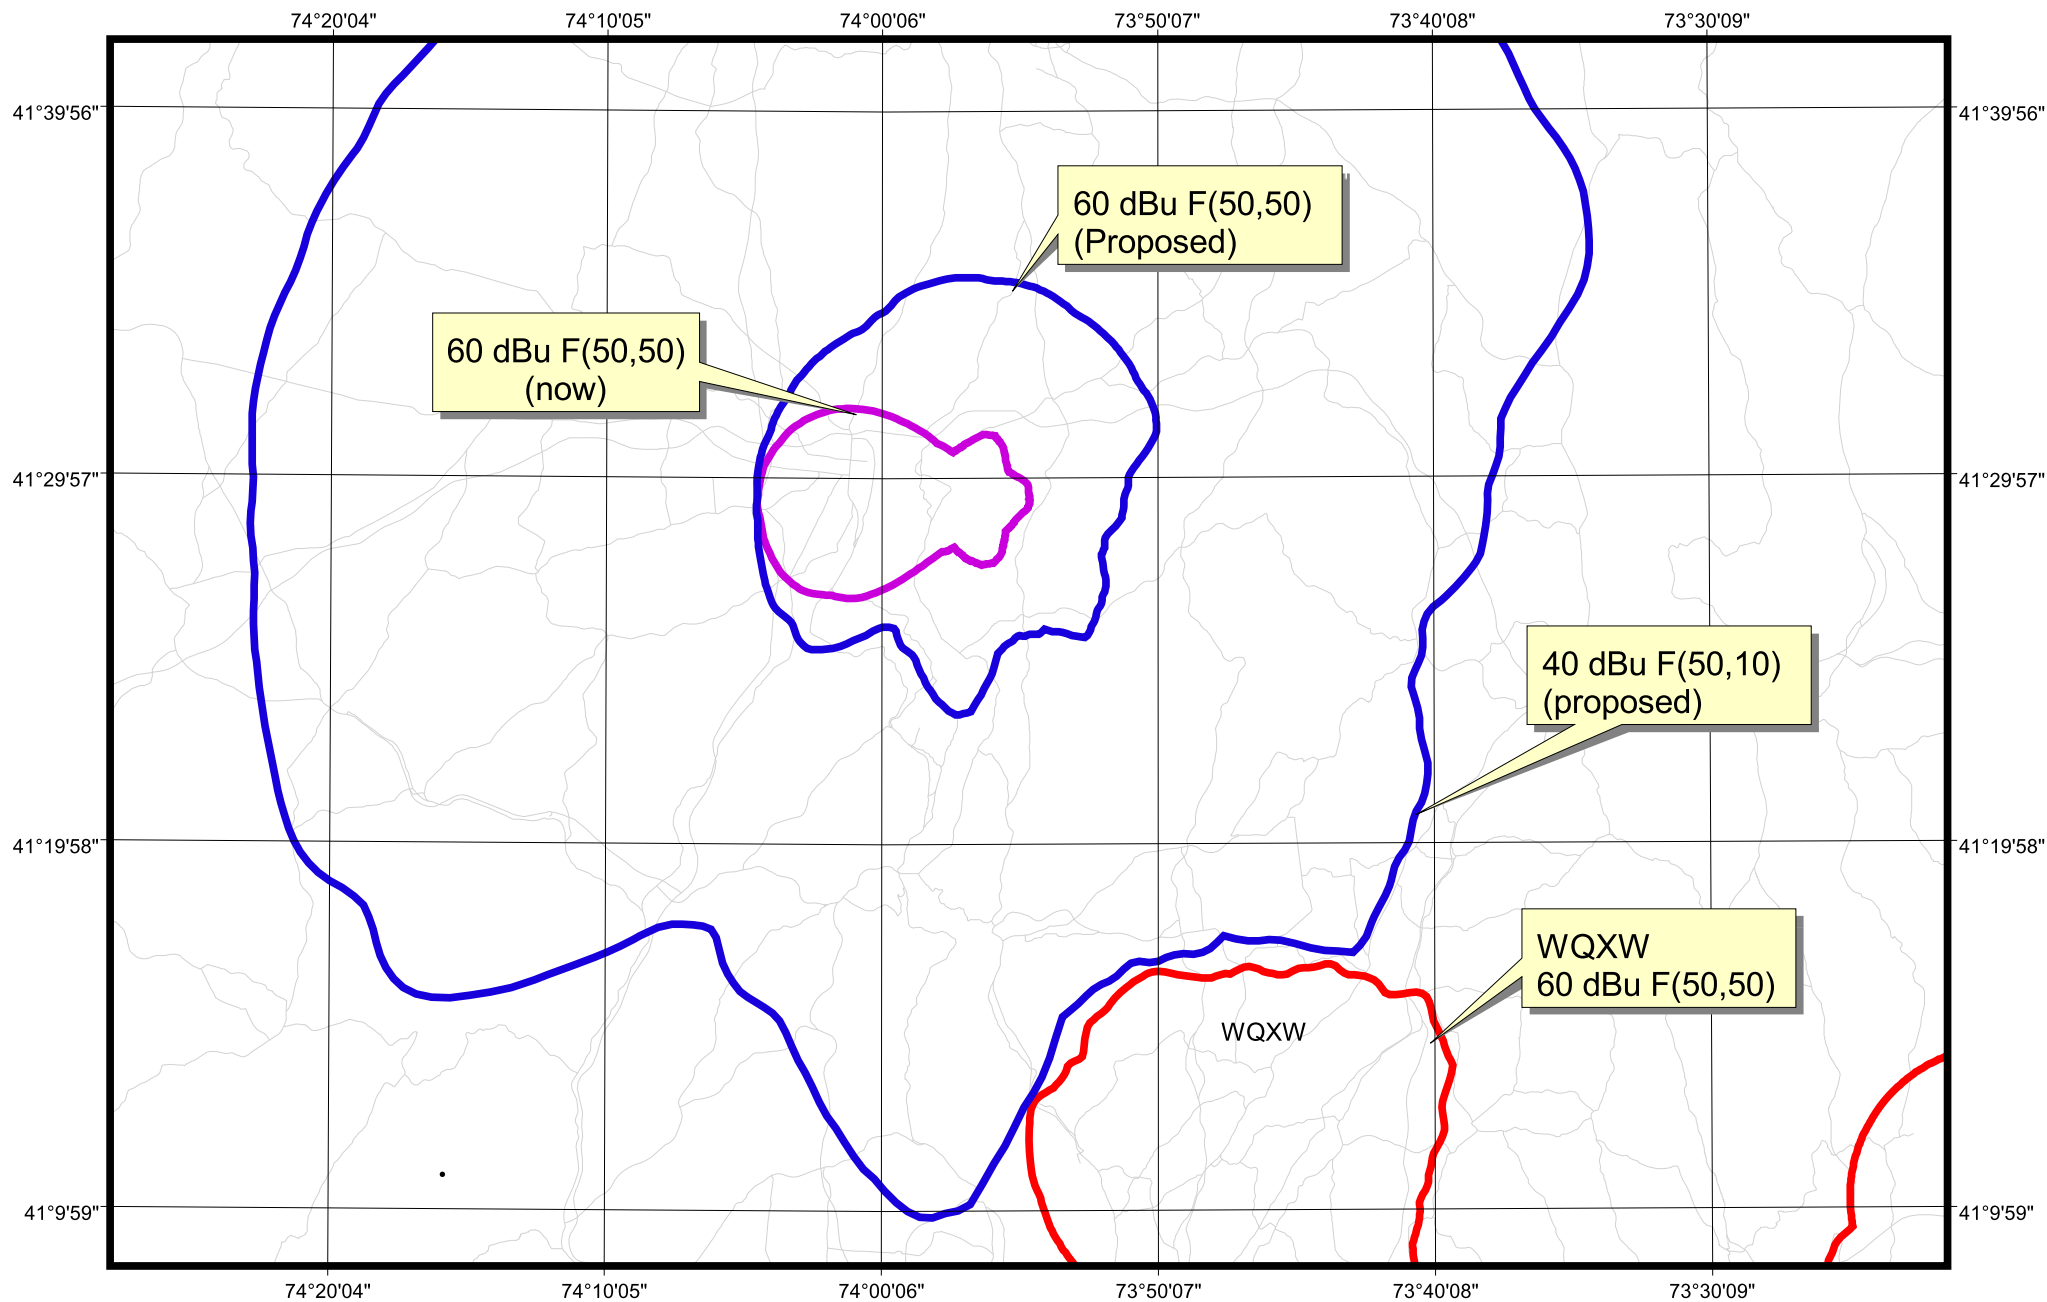 74°20'04" 74°10'05" 74°00'06" 73°50'07" 73°40'08" 73°30'09"
41°39'56" 41°39'56"
60 dBu F(50,50)
(Proposed)
60 dBu F(50,50)
(now)
41°29'57" 41°29'57"
40 dBu F(50,10)
(proposed)
41°19'58" 41°19'58"
WQXW
60 dBu F(50,50)
WQXW
41°9'59" 41°9'59"
74°20'04" 74°10'05" 74°00'06" 73°50'07" 73°40'08" 73°30'09"